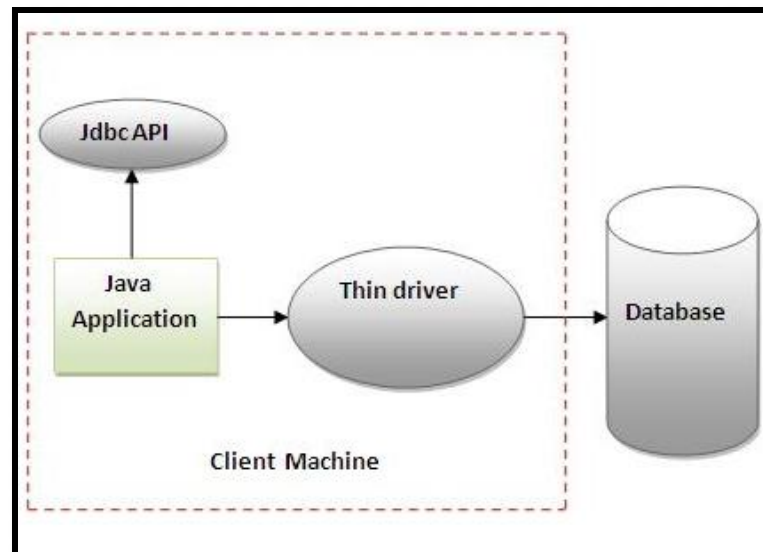 Jdbc API
Java
Application
Thin driver
Database
Client Machine